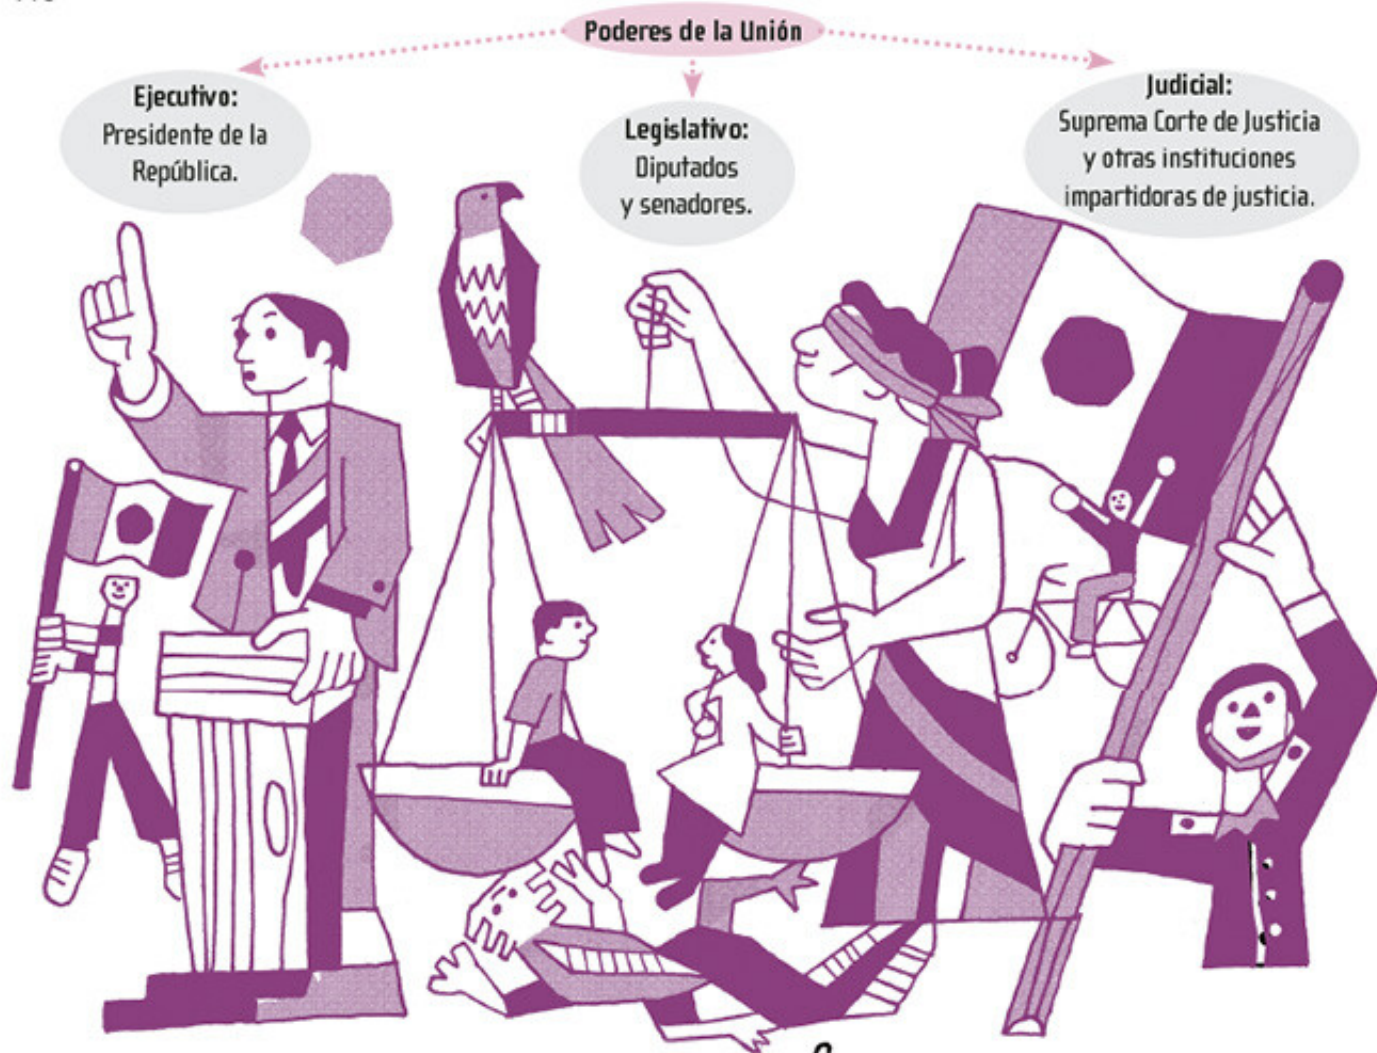 Poderes de la Unión
Ejecutivo:
Presidente de la
República.
Legislativo:
Diputados
y senadores.
Judicial:
Suprema Corte de Justicia
y otras instituciones
impartidoras de justicia.